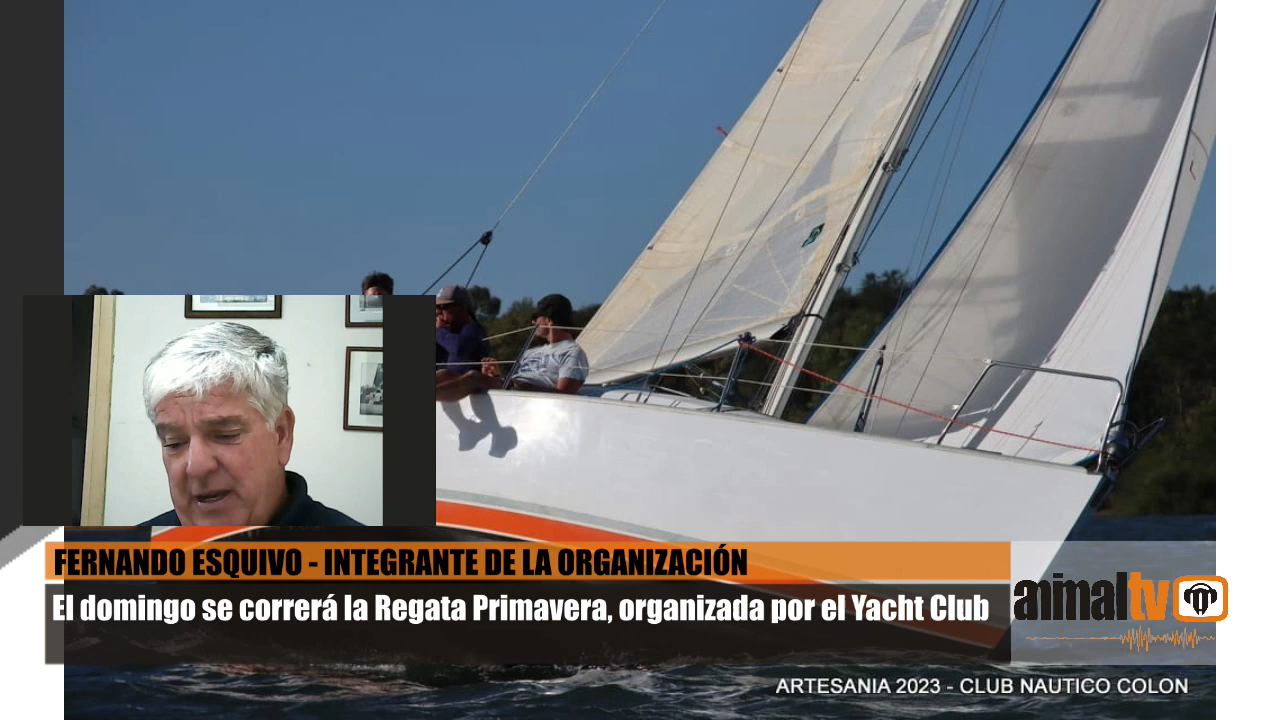 FERNANDO ESQUIVO - INTEGRANTE DE LA ORGANIZACIÓN
El domingo se correrá la Regata Primavera, organizada por el Yacht Club
animaltv
ARTESANIA 2023 - CLUB NAUTICO COLON